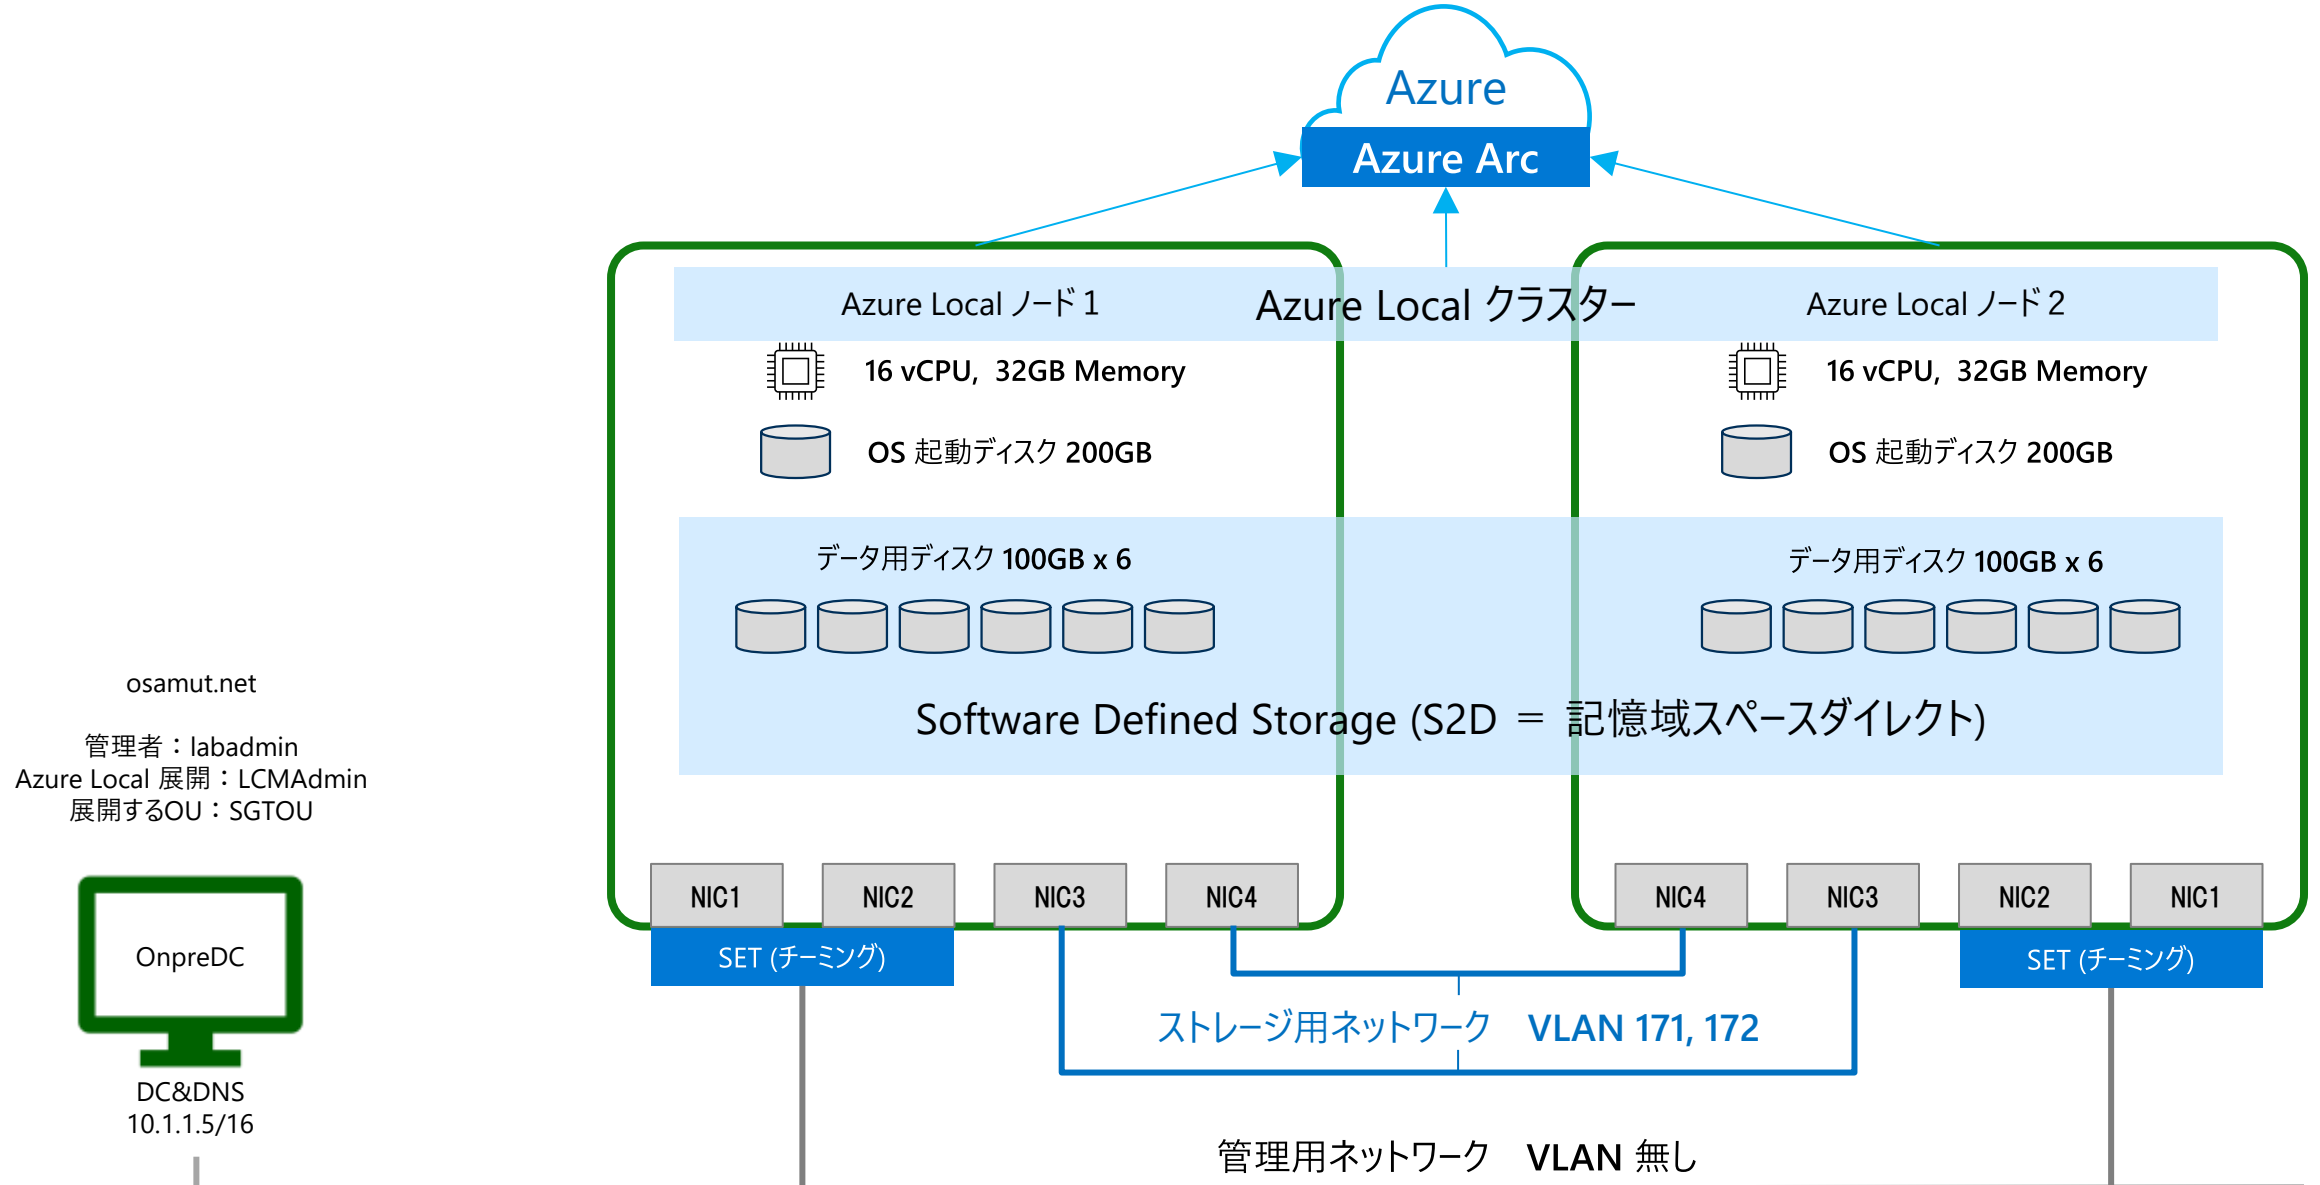 Azure
Azure Arc
Azure Local ノード１
Azure Local クラスター
Azure Local ノード２
16 vCPU,  32GB Memory
16 vCPU,  32GB Memory
OS 起動ディスク 200GB
OS 起動ディスク 200GB
データ用ディスク 100GB x 6
データ用ディスク 100GB x 6
Software Defined Storage (S2D ＝ 記憶域スペースダイレクト)
osamut.net
管理者：labadmin
Azure Local 展開：LCMAdmin
展開するOU：SGTOU
OnpreDC
DC&DNS
10.1.1.5/16
NIC1
NIC2
NIC3
NIC4
NIC4
NIC3
NIC2
NIC1
SET (チーミング)
SET (チーミング)
ストレージ用ネットワーク　VLAN 171, 172
管理用ネットワーク　VLAN 無し